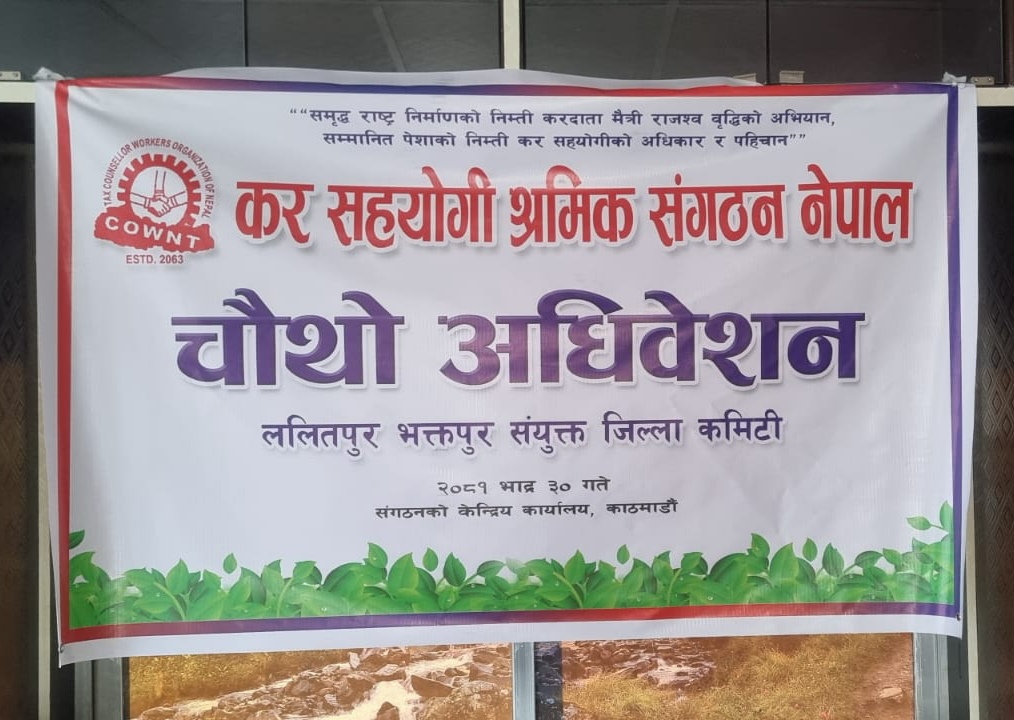 ““समृद्ध राष्ट्र निर्माणको निम्ती करदाता मैत्री राजश्व वृद्धिको अभियान,
सम्मानित पेशाको निम्ती कर सहयोगीको अधिकार र पहिचान””
TAX COUNSELLOR WORKERS ORGANIZATION OF NEPAL
COWNT
ESTD. 2063
कर सहयोगी श्रमिक संगठन नेपाल
चौथो अधिवेशन
ललितपुर भक्तपुर संयुक्त जिल्ला कमिटी
२०८१ भाद्र ३० गते
संगठनको केन्द्रिय कार्यालय, काठमाडौं